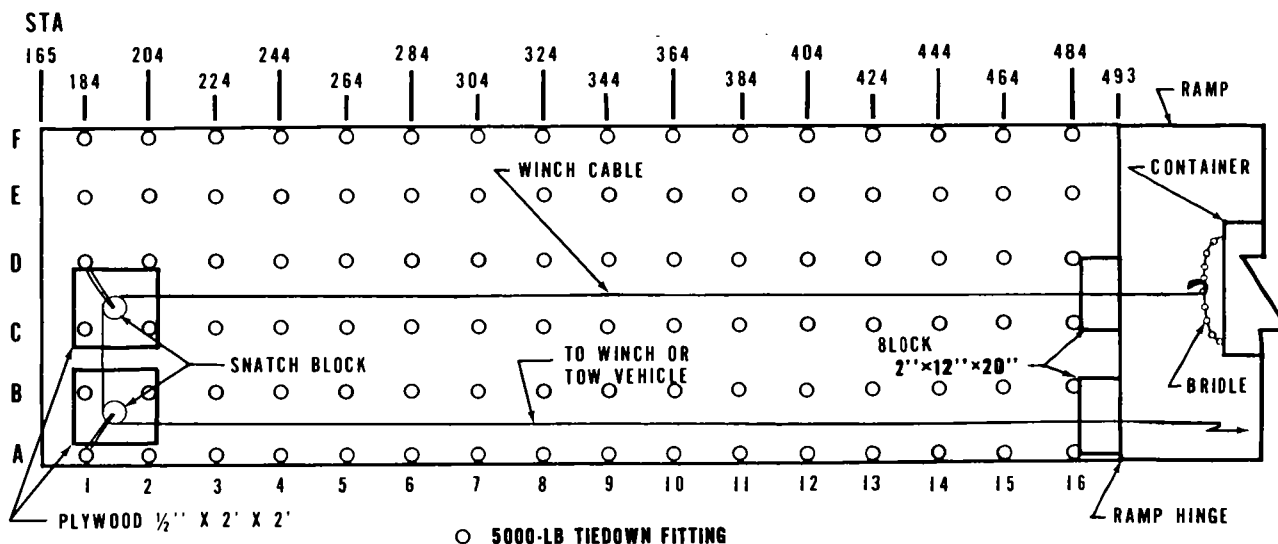 STA
165 204 244 284 324 364 404 444 484 493
184 224 264 304 344 384 424 464
RAMP
F
WINCH CABLE
CONTAINER
E
D
C
SNATCH BLOCK
TO WINCH OR
TOW VEHICLE
BLOCK
2"×12"×20"
BRIDLE
B
A
1 2 3 4 5 6 7 8 9 10 11 12 13 14 15 16
PLYWOOD ½" X 2' X 2'
RAMP HINGE
5000-LB TIEDOWN FITTING